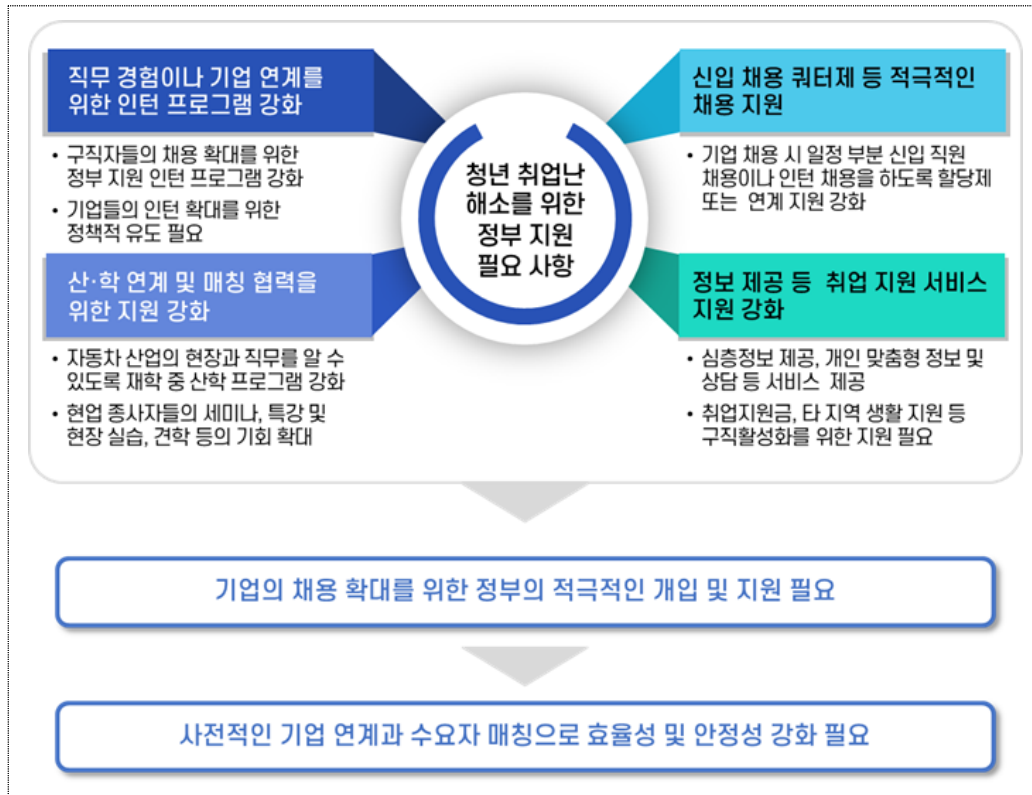 직무 경험이나 기업 연계를
위한 인턴 프로그램 강화
• 구직자들의 채용 확대를 위한
정부 지원 인턴 프로그램 강화
• 기업들의 인턴 확대를 위한
정책적 유도 필요
신입 채용 쿼터제 등 적극적인
채용 지원
• 기업 채용 시 일정 부분 신입 직원
채용이나 인턴 채용을 하도록 할당제
또는 연계 지원 강화
청년 취업난
해소를 위한
정부 지원
필요 사항
산·학 연계 및 매칭 협력을
위한 지원 강화
• 자동차 산업의 현장과 직무를 알 수
있도록 재학 중 산학 프로그램 강화
• 현업 종사자들의 세미나, 특강 및
현장 실습, 견학 등의 기회 확대
정보 제공 등 취업 지원 서비스
지원 강화
• 심층정보 제공, 개인 맞춤형 정보 및
상담 등 서비스 제공
• 취업지원금, 타 지역 생활 지원 등
구직활성화를 위한 지원 필요
기업의 채용 확대를 위한 정부의 적극적인 개입 및 지원 필요
사전적인 기업 연계과 수요자 매칭으로 효율성 및 안정성 강화 필요